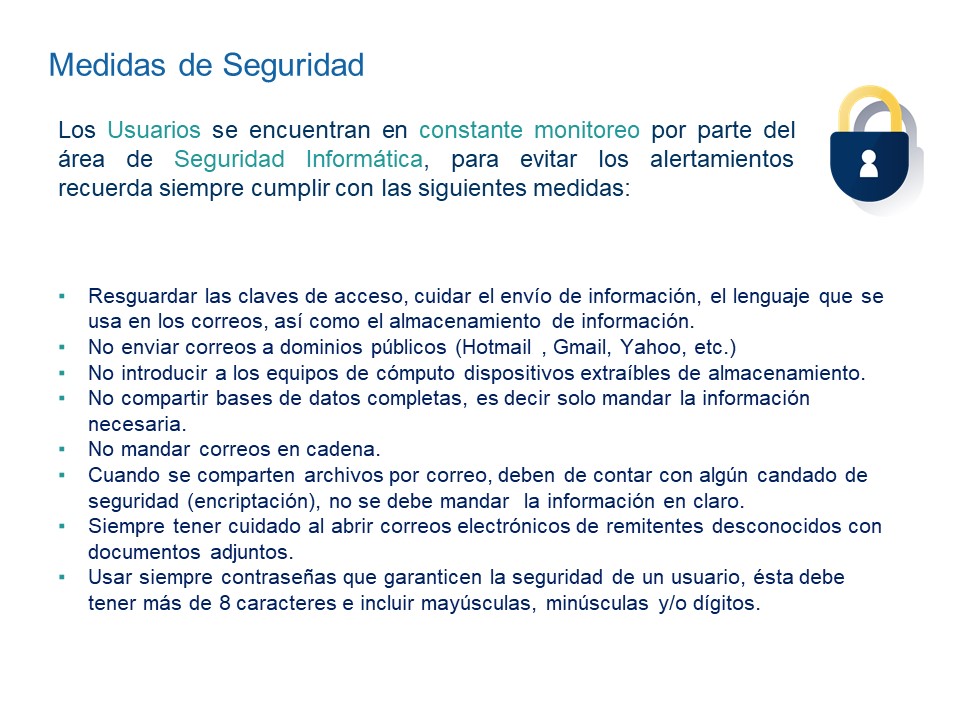 Medidas de Seguridad
Los Usuarios se encuentran en constante monitoreo por parte del
área de Seguridad Informática, para evitar los alertamientos
recuerda siempre cumplir con las siguientes medidas:
▪ Resguardar las claves de acceso, cuidar el envío de información, el lenguaje que se
usa en los correos, así como el almacenamiento de información.
▪ No enviar correos a dominios públicos (Hotmail , Gmail, Yahoo, etc.)
▪ No introducir a los equipos de cómputo dispositivos extraíbles de almacenamiento.
▪ No compartir bases de datos completas, es decir solo mandar la información
necesaria.
▪ No mandar correos en cadena.
▪ Cuando se comparten archivos por correo, deben de contar con algún candado de
seguridad (encriptación), no se debe mandar la información en claro.
▪ Siempre tener cuidado al abrir correos electrónicos de remitentes desconocidos con
documentos adjuntos.
▪ Usar siempre contraseñas que garanticen la seguridad de un usuario, ésta debe
tener más de 8 caracteres e incluir mayúsculas, minúsculas y/o dígitos.